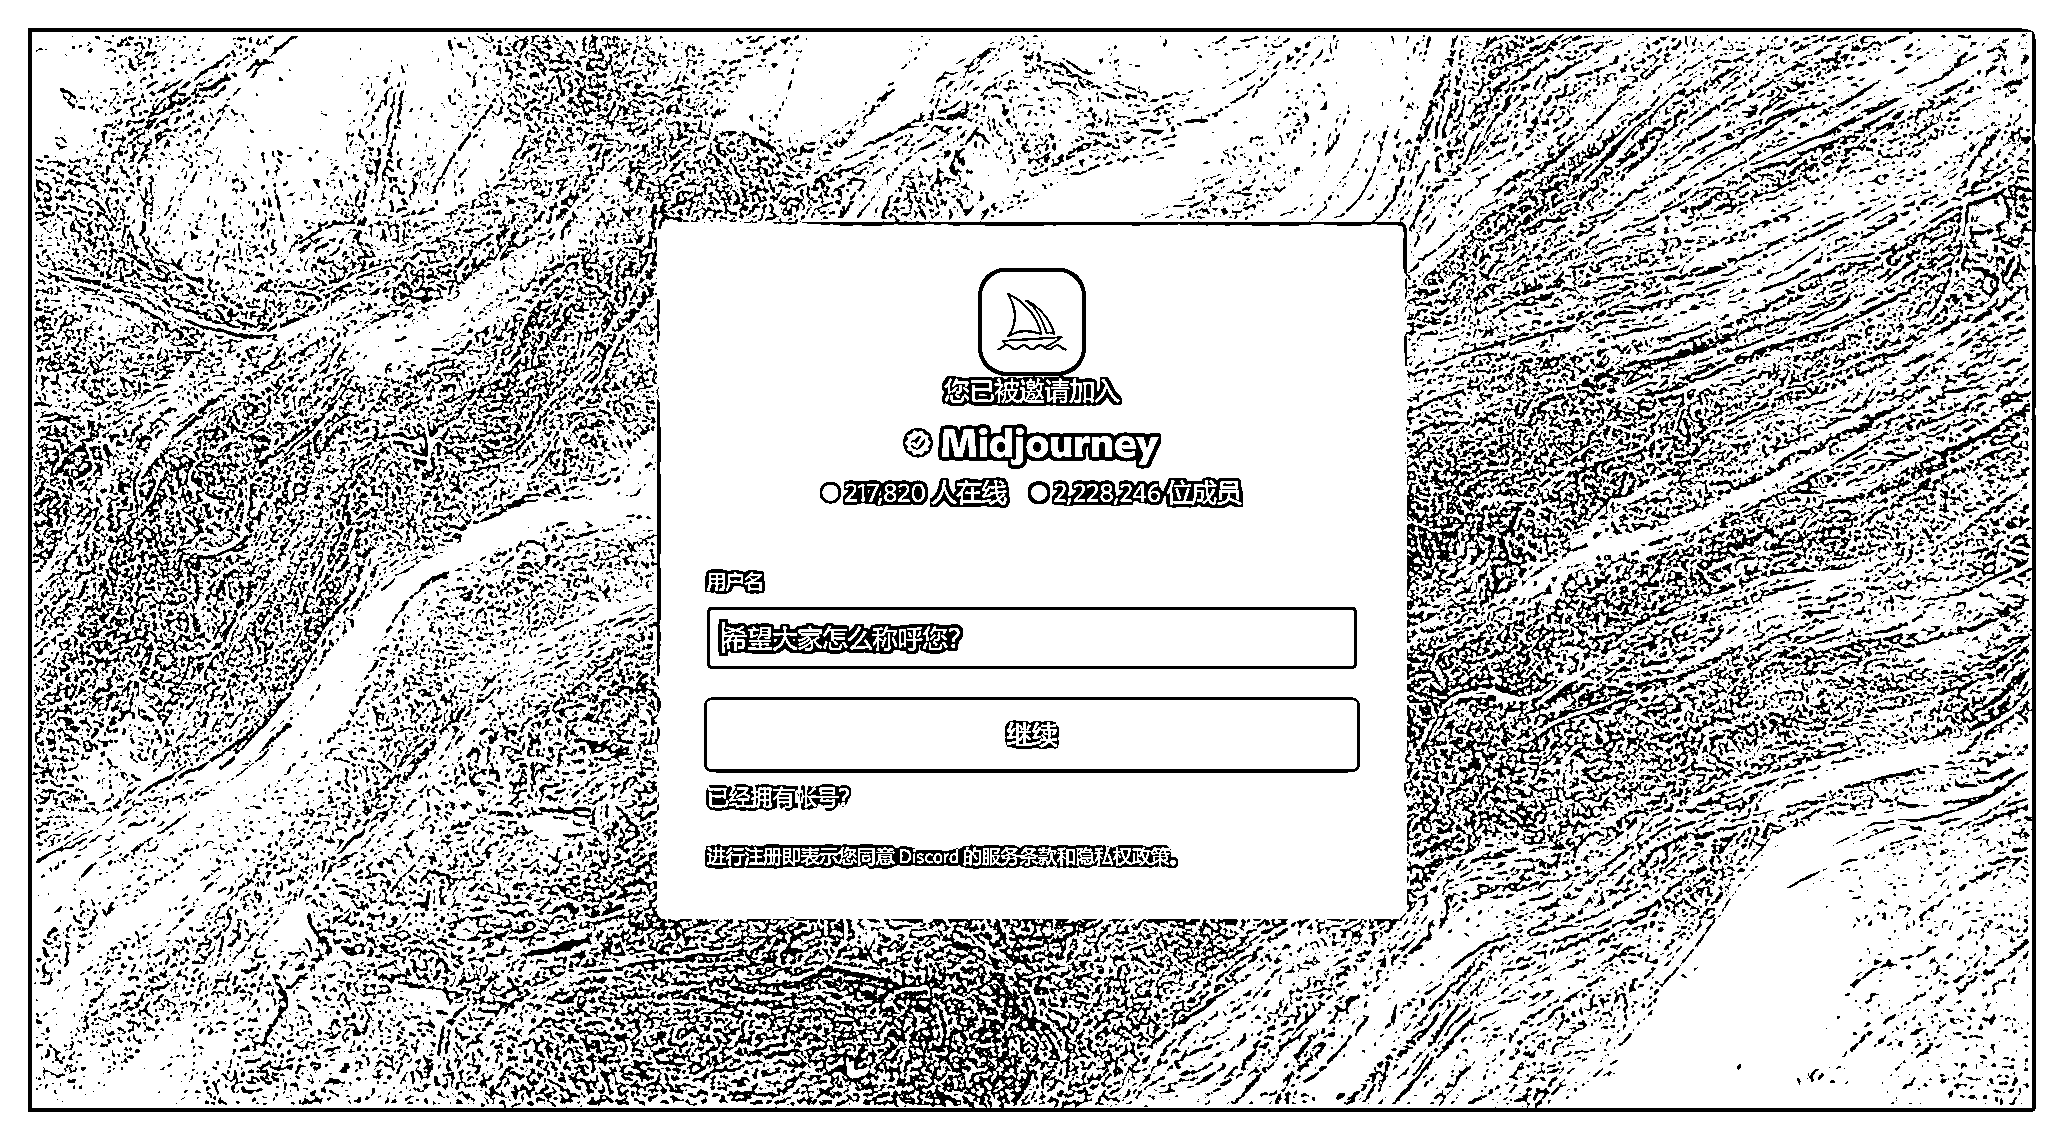 您已被邀请加入
Midjourney
217,820 人在线 2,228,246 位成员
用户名
希望大家怎么称呼您?
继续
已经拥有帐号?
进行注册即表示您同意 Discord 的服务条款和隐私权政策。